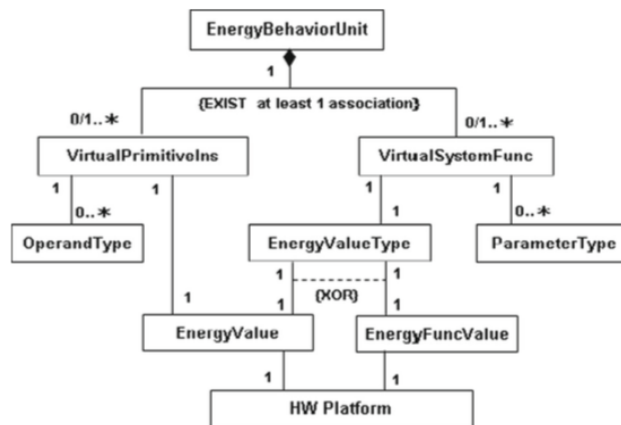 EnergyBehaviorUnit
1
{EXIST at least 1 association}
0/1..*
0/1..*
VirtualPrimitiveIns
VirtualSystemFunc
1
1
1
1
0..*
1
0..*
OperandType
EnergyValueType
ParameterType
1
1
{XOR}
1
1
1
EnergyValue
EnergyFuncValue
1
1
HW Platform